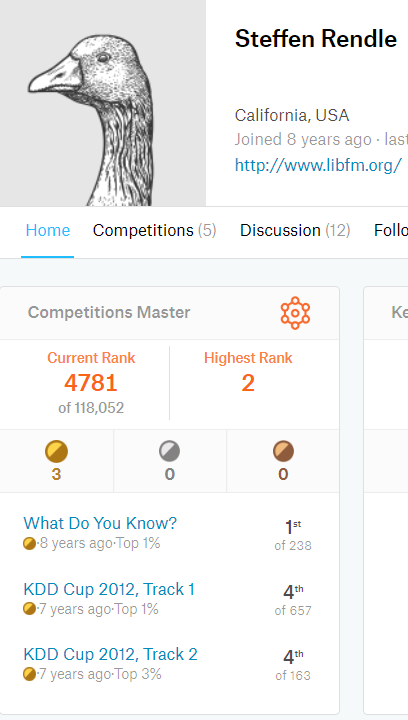 Steffen Rendle
California, USA
Joined 8 years ago · last
http://www.libfm.org/
Home Competitions (5) Discussion (12) Follo
Competitions Master
Ke
Current Rank Highest Rank
4781 2
of 118,052
3 0 0
What Do You Know? 1st
·8 years ago·Top 1% of 238
KDD Cup 2012, Track 1 4th
·7 years ago·Top 1% of 657
KDD Cup 2012, Track 2 4th
·7 years ago·Top 3% of 163